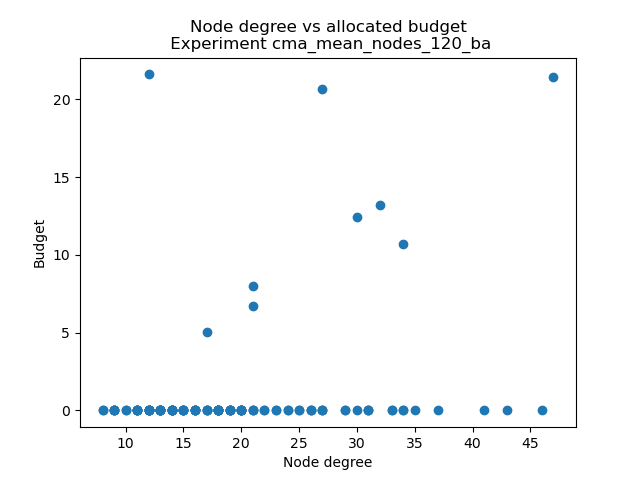 Node degree vs allocated budget
Experiment cma_mean_nodes_120_ba
20
15
10
5
0
Budget
10 15 20 25 30 35 40 45
Node degree